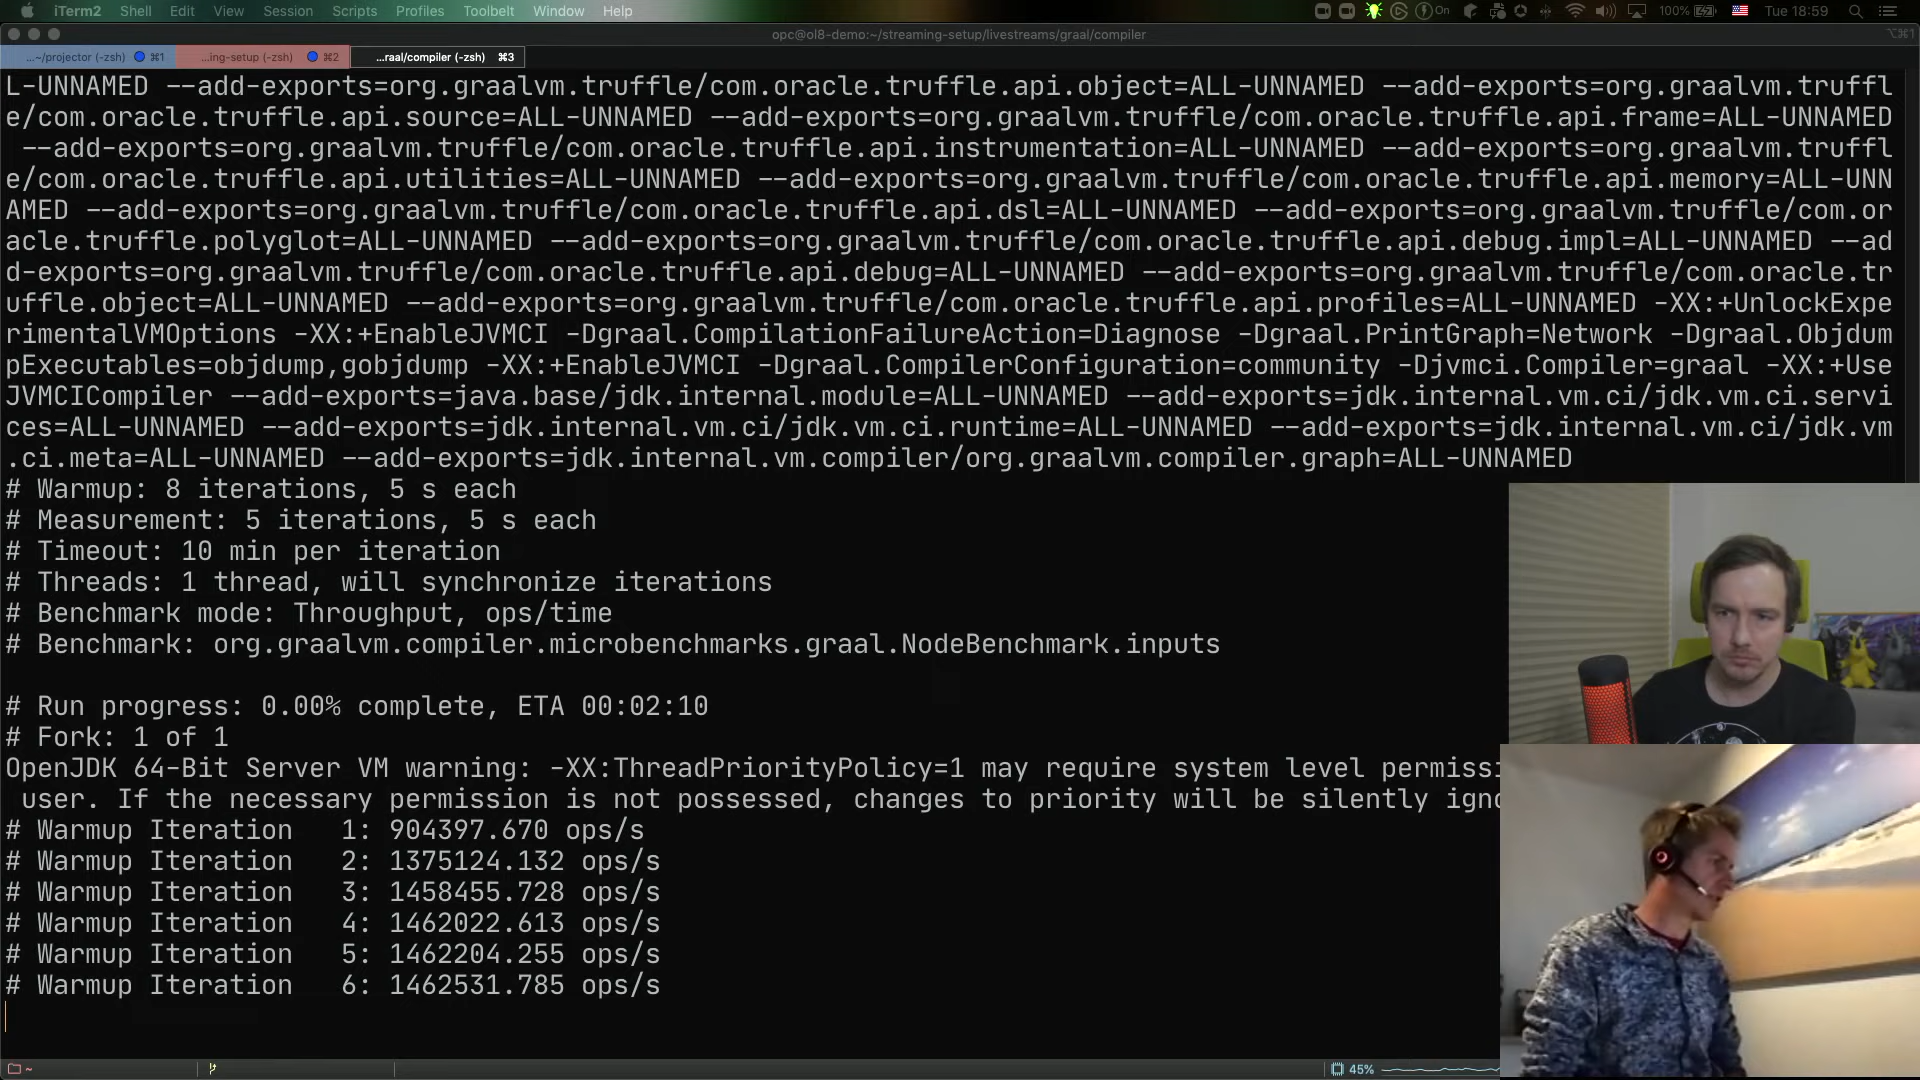 iTerm2 Shell Edit View Session Scripts Profiles Toolbelt Window Help On 100% Tue 18:59
opc@ol8-demo:~/streaming-setup/livestreams/graal/compiler ⌥⌘1
...~/projector (-zsh) ⌘1 ...ing-setup (-zsh) ⌘2 ...raal/compiler (-zsh) ⌘3
L-UNNAMED --add-exports=org.graalvm.truffle/com.oracle.truffle.api.object=ALL-UNNAMED --add-exports=org.graalvm.truffl
e/com.oracle.truffle.api.source=ALL-UNNAMED --add-exports=org.graalvm.truffle/com.oracle.truffle.api.frame=ALL-UNNAMED
--add-exports=org.graalvm.truffle/com.oracle.truffle.api.instrumentation=ALL-UNNAMED --add-exports=org.graalvm.truffl
e/com.oracle.truffle.api.utilities=ALL-UNNAMED --add-exports=org.graalvm.truffle/com.oracle.truffle.api.memory=ALL-UNN
AMED --add-exports=org.graalvm.truffle/com.oracle.truffle.api.dsl=ALL-UNNAMED --add-exports=org.graalvm.truffle/com.or
acle.truffle.polyglot=ALL-UNNAMED --add-exports=org.graalvm.truffle/com.oracle.truffle.api.debug.impl=ALL-UNNAMED --ad
d-exports=org.graalvm.truffle/com.oracle.truffle.api.debug=ALL-UNNAMED --add-exports=org.graalvm.truffle/com.oracle.tr
uffle.object=ALL-UNNAMED --add-exports=org.graalvm.truffle/com.oracle.truffle.api.profiles=ALL-UNNAMED -XX:+UnlockExpe
rimentalVMOptions -XX:+EnableJVMCI -Dgraal.CompilationFailureAction=Diagnose -Dgraal.PrintGraph=Network -Dgraal.Objdum
pExecutables=objdump,gobjdump -XX:+EnableJVMCI -Dgraal.CompilerConfiguration=community -Djvmci.Compiler=graal -XX:+Use
JVMCICompiler --add-exports=java.base/jdk.internal.module=ALL-UNNAMED --add-exports=jdk.internal.vm.ci/jdk.vm.ci.servi
ces=ALL-UNNAMED --add-exports=jdk.internal.vm.ci/jdk.vm.ci.runtime=ALL-UNNAMED --add-exports=jdk.internal.vm.ci/jdk.vm
.ci.meta=ALL-UNNAMED --add-exports=jdk.internal.vm.compiler/org.graalvm.compiler.graph=ALL-UNNAMED
# Warmup: 8 iterations, 5 s each
# Measurement: 5 iterations, 5 s each
# Timeout: 10 min per iteration
# Threads: 1 thread, will synchronize iterations
# Benchmark mode: Throughput, ops/time
# Benchmark: org.graalvm.compiler.microbenchmarks.graal.NodeBenchmark.inputs
# Run progress: 0.00% complete, ETA 00:02:10
# Fork: 1 of 1
OpenJDK 64-Bit Server VM warning: -XX:ThreadPriorityPolicy=1 may require system level permissi
user. If the necessary permission is not possessed, changes to priority will be silently igno
# Warmup Iteration 1: 904397.670 ops/s
# Warmup Iteration 2: 1375124.132 ops/s
# Warmup Iteration 3: 1458455.728 ops/s
# Warmup Iteration 4: 1462022.613 ops/s
# Warmup Iteration 5: 1462204.255 ops/s
# Warmup Iteration 6: 1462531.785 ops/s
~ 45%